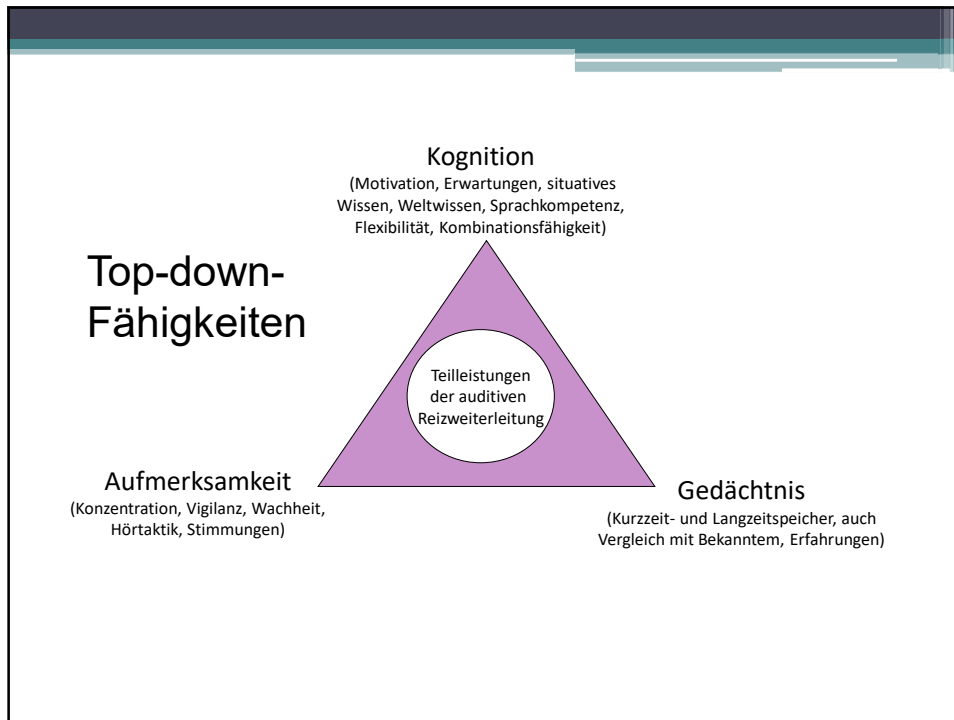 Kognition
(Motivation, Erwartungen, situatives
Wissen, Weltwissen, Sprachkompetenz,
Flexibilität, Kombinationsfähigkeit)
Top-down-
Fähigkeiten
Teilleistungen
der auditiven
Reizweiterleitung
Aufmerksamkeit
(Konzentration, Vigilanz, Wachheit,
Hörtaktik, Stimmungen)
Gedächtnis
(Kurzzeit- und Langzeitspeicher, auch
Vergleich mit Bekanntem, Erfahrungen)